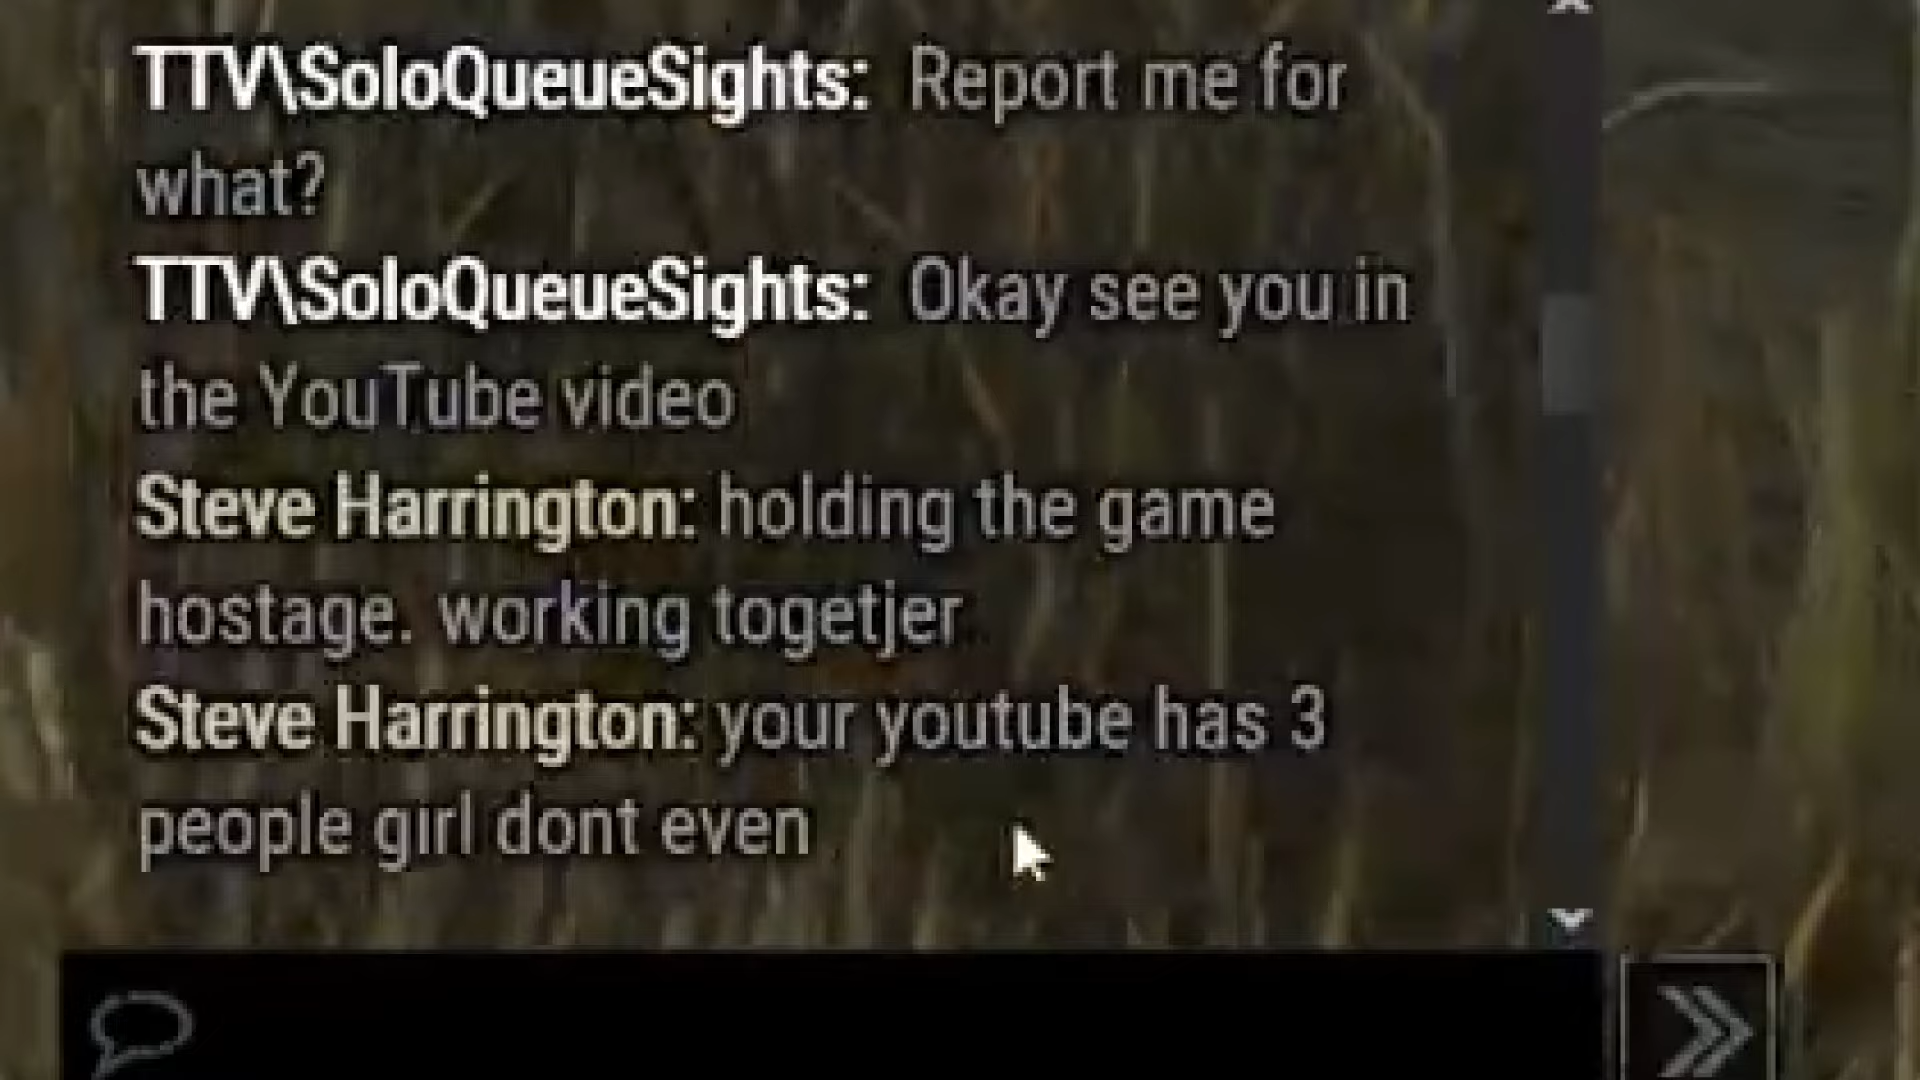 TTV\SoloQueueSights: Report me for
what?
TTV\SoloQueueSights: Okay see you in
the YouTube video
Steve Harrington: holding the game
hostage. working togetjer
Steve Harrington: your youtube has 3
people girl dont even